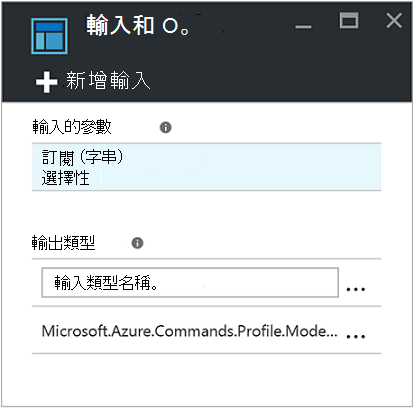 輸入和 O。
新增輸入
輸入的參數
訂閱 (字串)
選擇性
輸出類型
輸入類型名稱。
...
Microsoft.Azure.Commands.Profile.Mode... ...